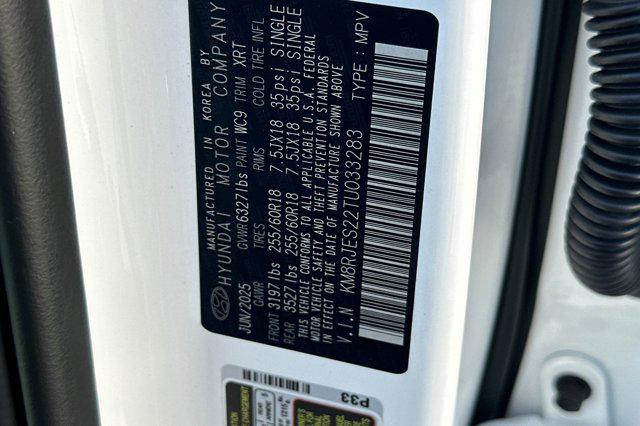 MANUFACTURED IN KOREA BY
HYUNDAI MOTOR COMPANY
JUN/2025 GVWR 6327lbs PAINT WC9 TRIM XRT
GAWR TIRES RIMS COLD TIRE INFL
FRONT 3197lbs 255/60R18 7.5JX18 35psi SINGLE
REAR 3527lbs 255/60R18 7.5JX18 35psi SINGLE
THIS VEHICLE CONFORMS TO ALL APPLICABLE U.S.A. FEDERAL
MOTOR VEHICLE SAFETY AND THEFT PREVENTION STANDARDS
IN EFFECT ON THE DATE OF MANUFACTURE SHOWN ABOVE
V.I.N KM8RJES22TU033283 TYPE : MPV
P33